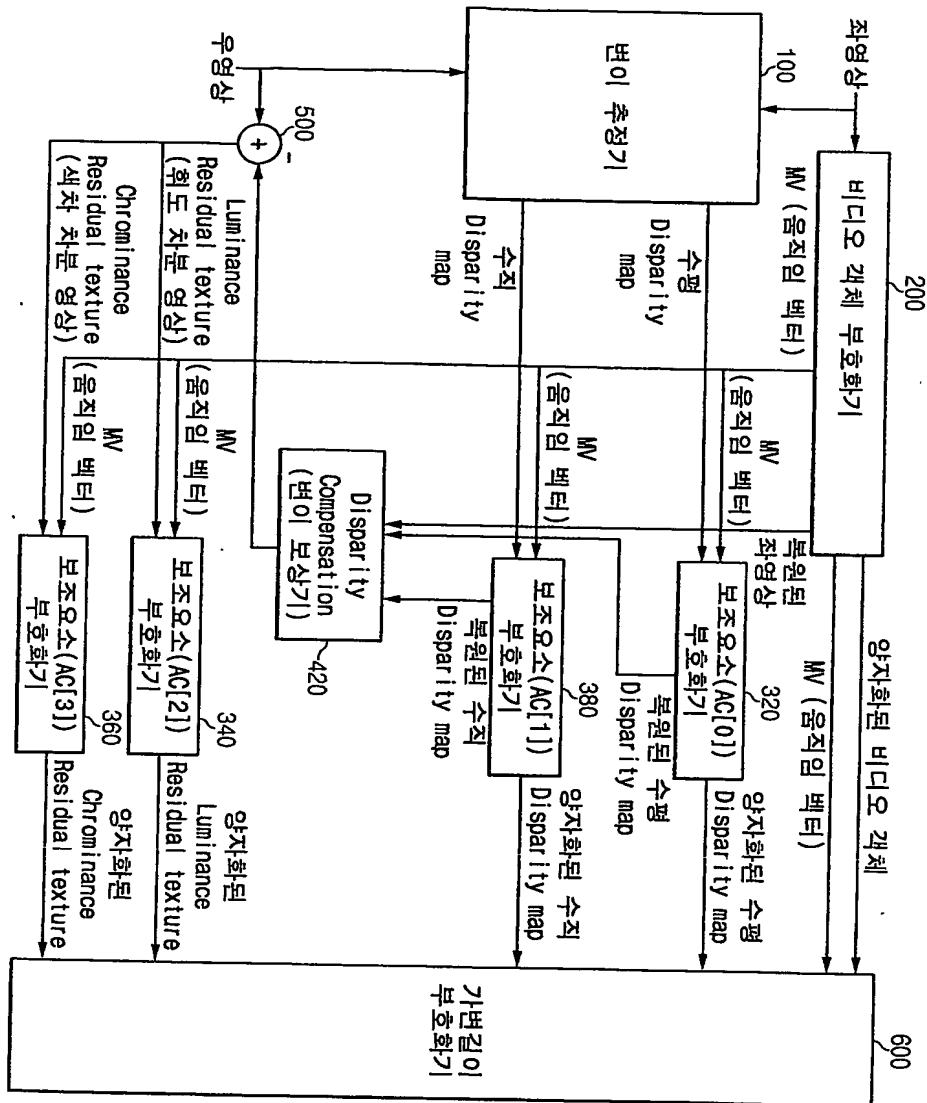 좌영상
100
변이 추정기
우영상
500
+
-
200
비디오 객체 부호화기
MV (움직임 벡터)
수평
Disparity
map
수직
Disparity
map
Luminance
Residual texture
(휘도 차분 영상)
Chrominance
Residual texture
(색차 차분 영상)
MV
(움직임 벡터)
MV
(움직임 벡터)
MV
(움직임 벡터)
MV
(움직임 벡터)
복원된
좌영상
Disparity
Compensation
(변이 보상기)
420
보조요소(AC[0])
부호화기
320
복원된 수평
Disparity map
보조요소(AC[1])
부호화기
380
복원된 수직
Disparity map
보조요소(AC[2])
부호화기
340
보조요소(AC[3])
부호화기
360
양자화된 비디오 객체
MV (움직임 벡터)
양자화된 수평
Disparity map
양자화된 수직
Disparity map
양자화된
Luminance
Residual texture
양자화된
Chrominance
Residual texture
가변길이
부호화기
600